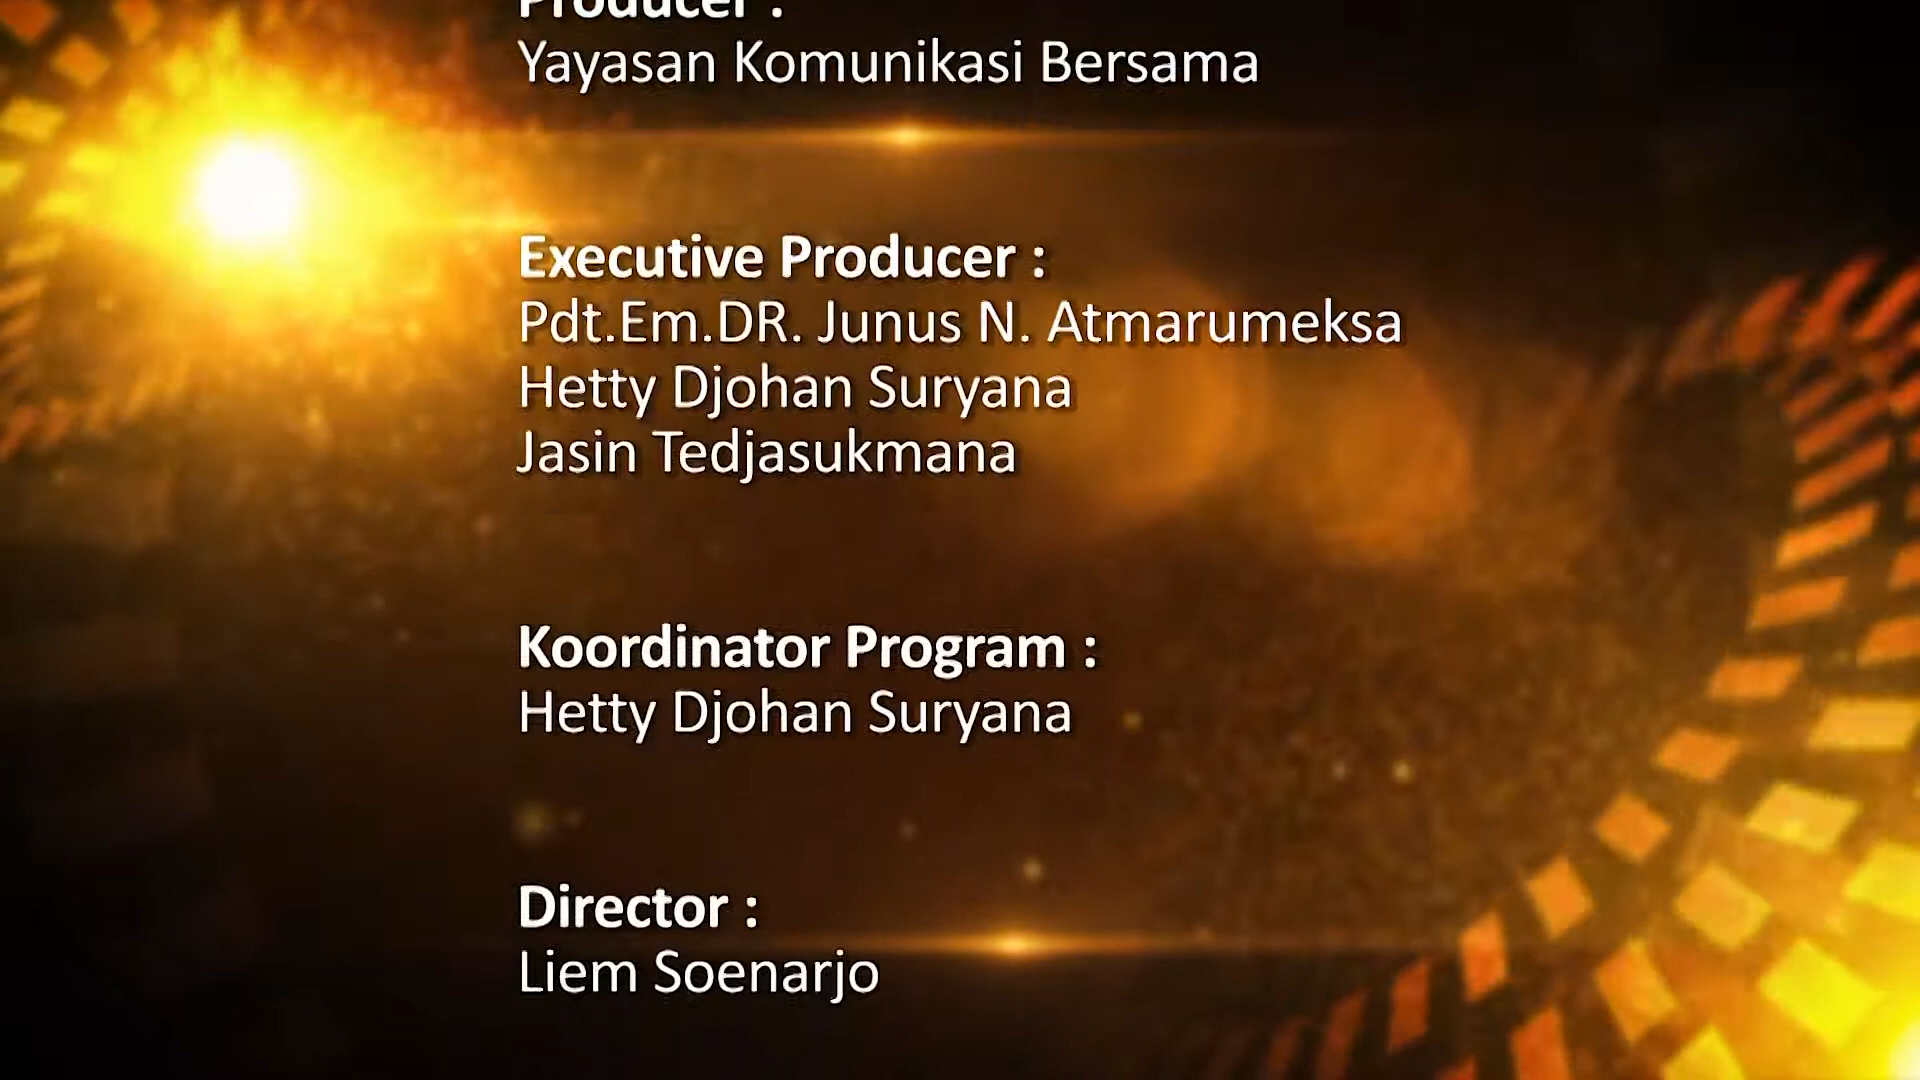 Producer :
Yayasan Komunikasi Bersama
Executive Producer :
Pdt.Em.DR. Junus N. Atmarumeksa
Hetty Djohan Suryana
Jasin Tedjasukmana
Koordinator Program :
Hetty Djohan Suryana
Director :
Liem Soenarjo